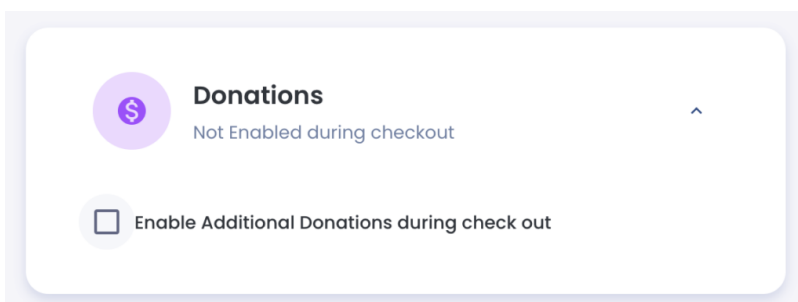 Donations
Not Enabled during checkout
Enable Additional Donations during check out